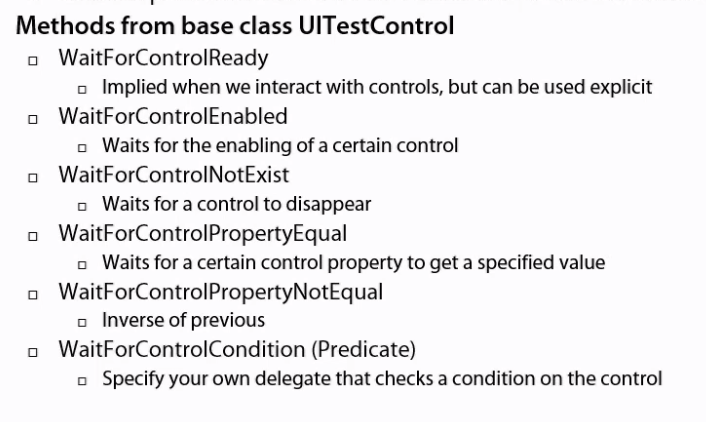 Methods from base class UITestControl
WaitForControlReady
Implied when we interact with controls, but can be used explicit
WaitForControlEnabled
Waits for the enabling of a certain control
WaitForControlNotExist
Waits for a control to disappear
WaitForControlPropertyEqual
Waits for a certain control property to get a specified value
WaitForControlPropertyNotEqual
Inverse of previous
WaitForControlCondition (Predicate)
Specify your own delegate that checks a condition on the control